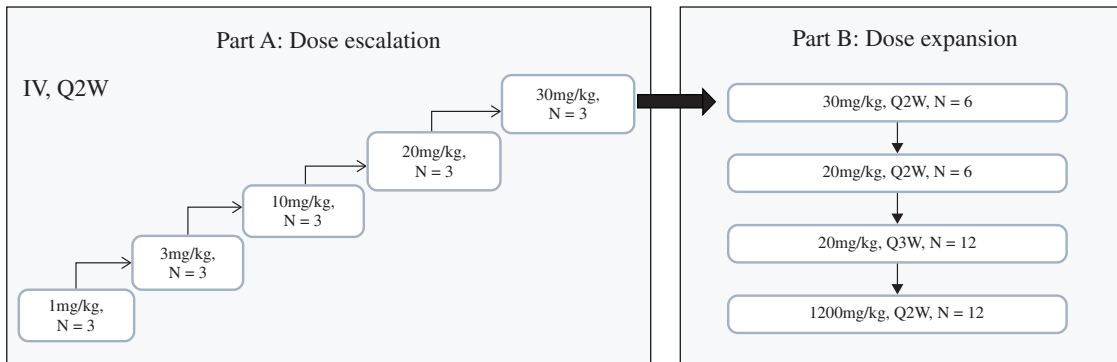 Part A: Dose escalation
IV, Q2W
1mg/kg,
N = 3
3mg/kg,
N = 3
10mg/kg,
N = 3
20mg/kg,
N = 3
30mg/kg,
N = 3
Part B: Dose expansion
30mg/kg, Q2W, N = 6
20mg/kg, Q2W, N = 6
20mg/kg, Q3W, N = 12
1200mg/kg, Q2W, N = 12